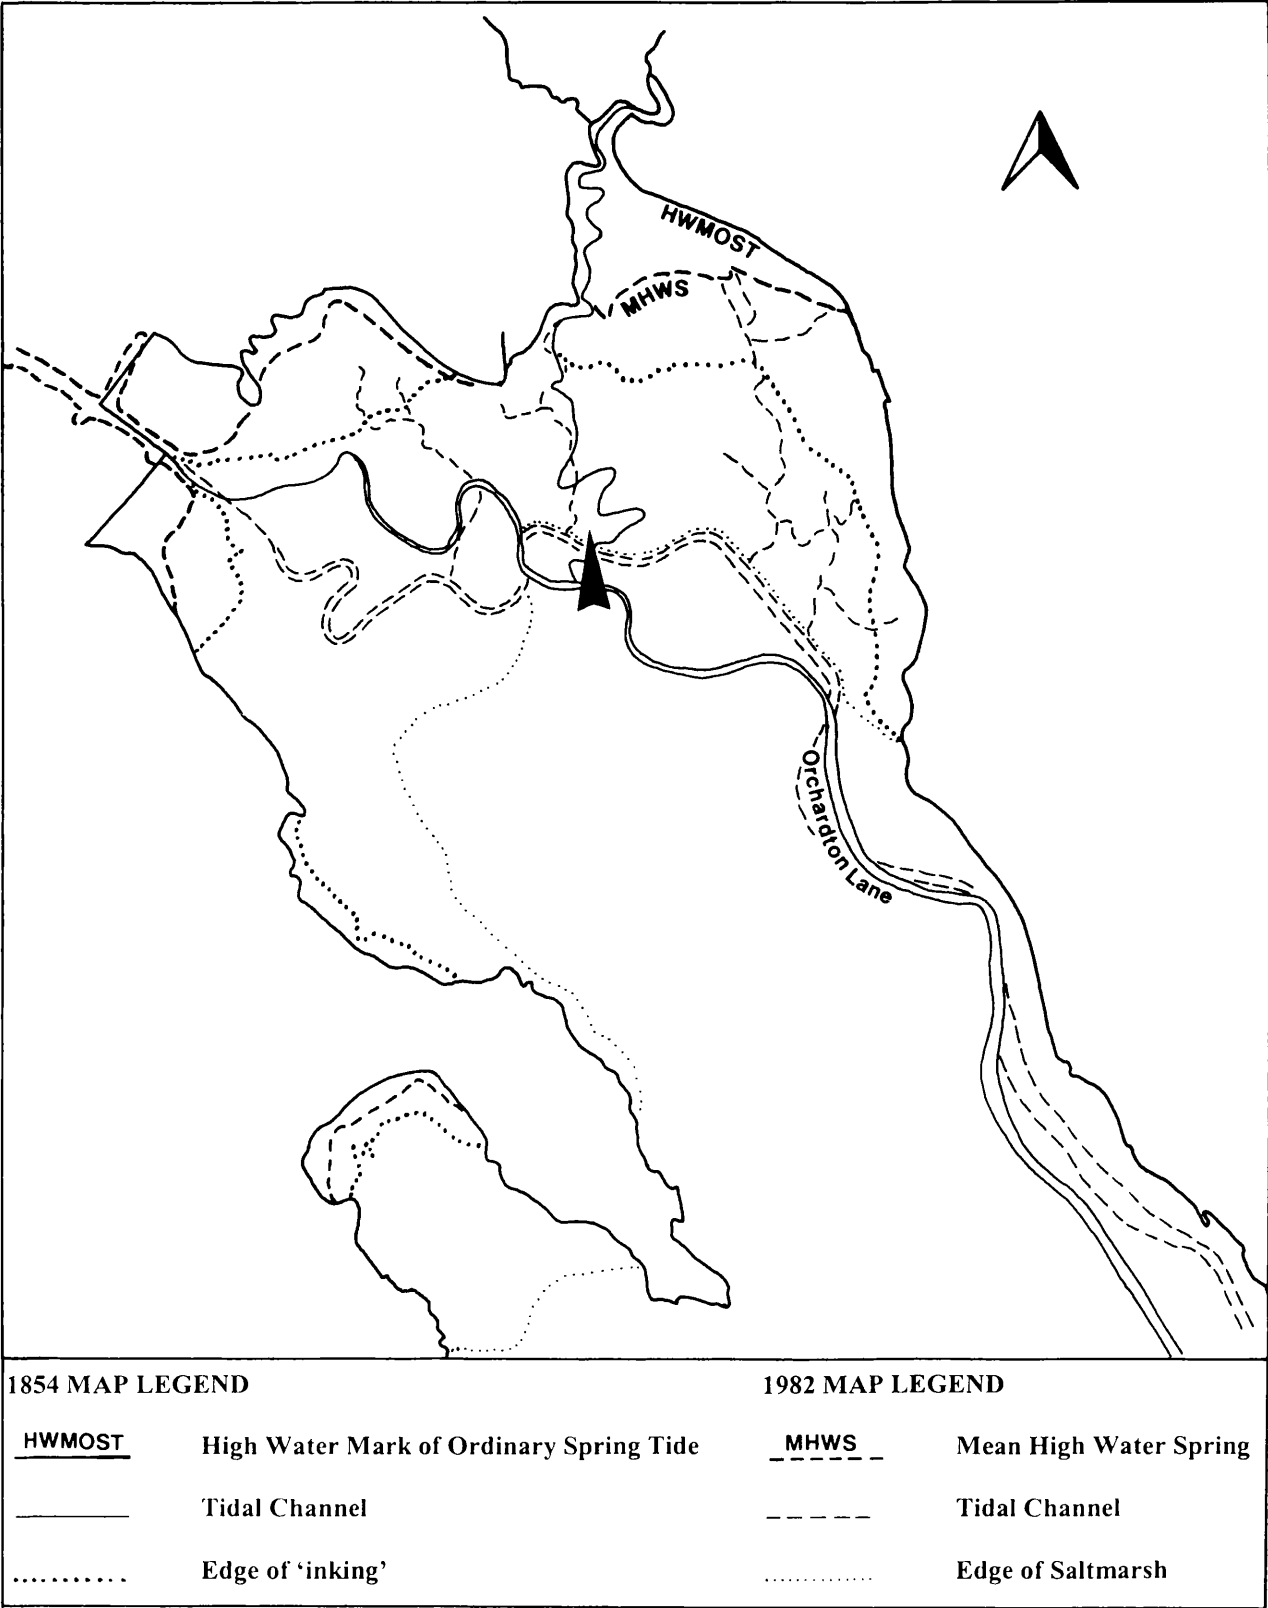 HWMOST
MHWS
Orchardton Lane
1854 MAP LEGEND
HWMOST High Water Mark of Ordinary Spring Tide
Tidal Channel
Edge of ‘inking’
1982 MAP LEGEND
MHWS Mean High Water Spring
Tidal Channel
Edge of Saltmarsh